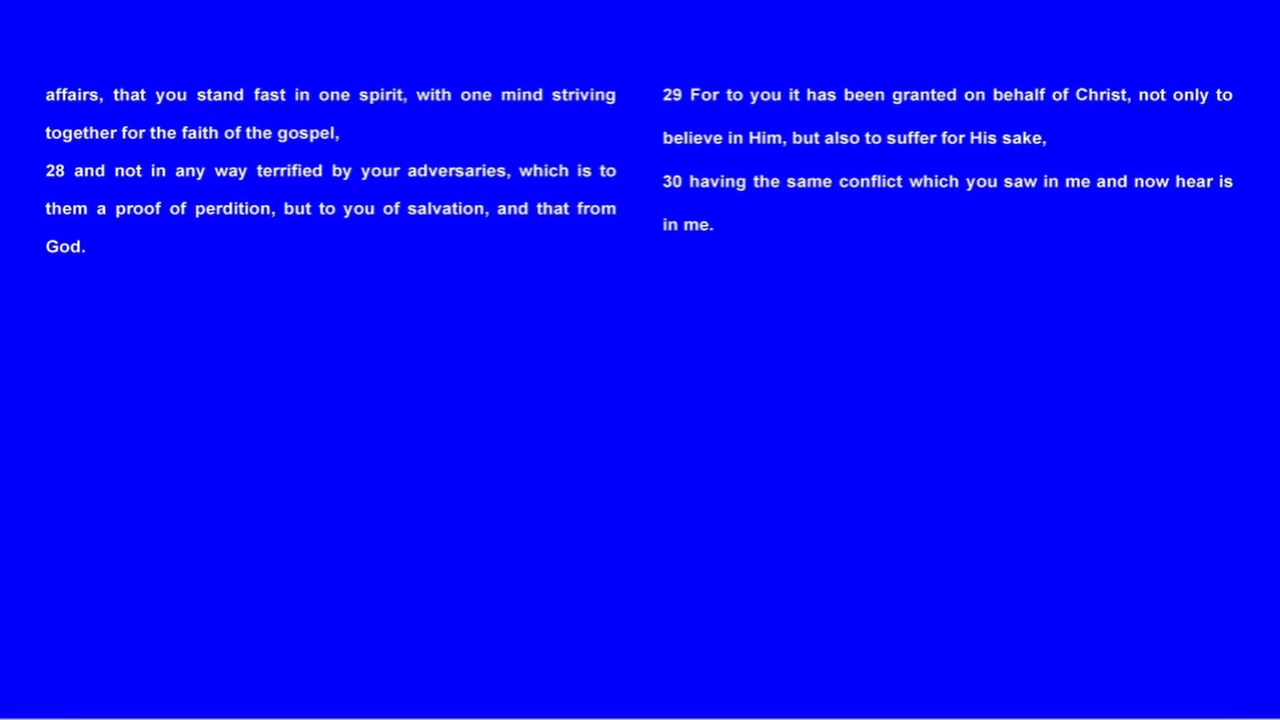 affairs, that you stand fast in one spirit, with one mind striving
together for the faith of the gospel,
28 and not in any way terrified by your adversaries, which is to
them a proof of perdition, but to you of salvation, and that from
God.
29 For to you it has been granted on behalf of Christ, not only to
believe in Him, but also to suffer for His sake,
30 having the same conflict which you saw in me and now hear is
in me.